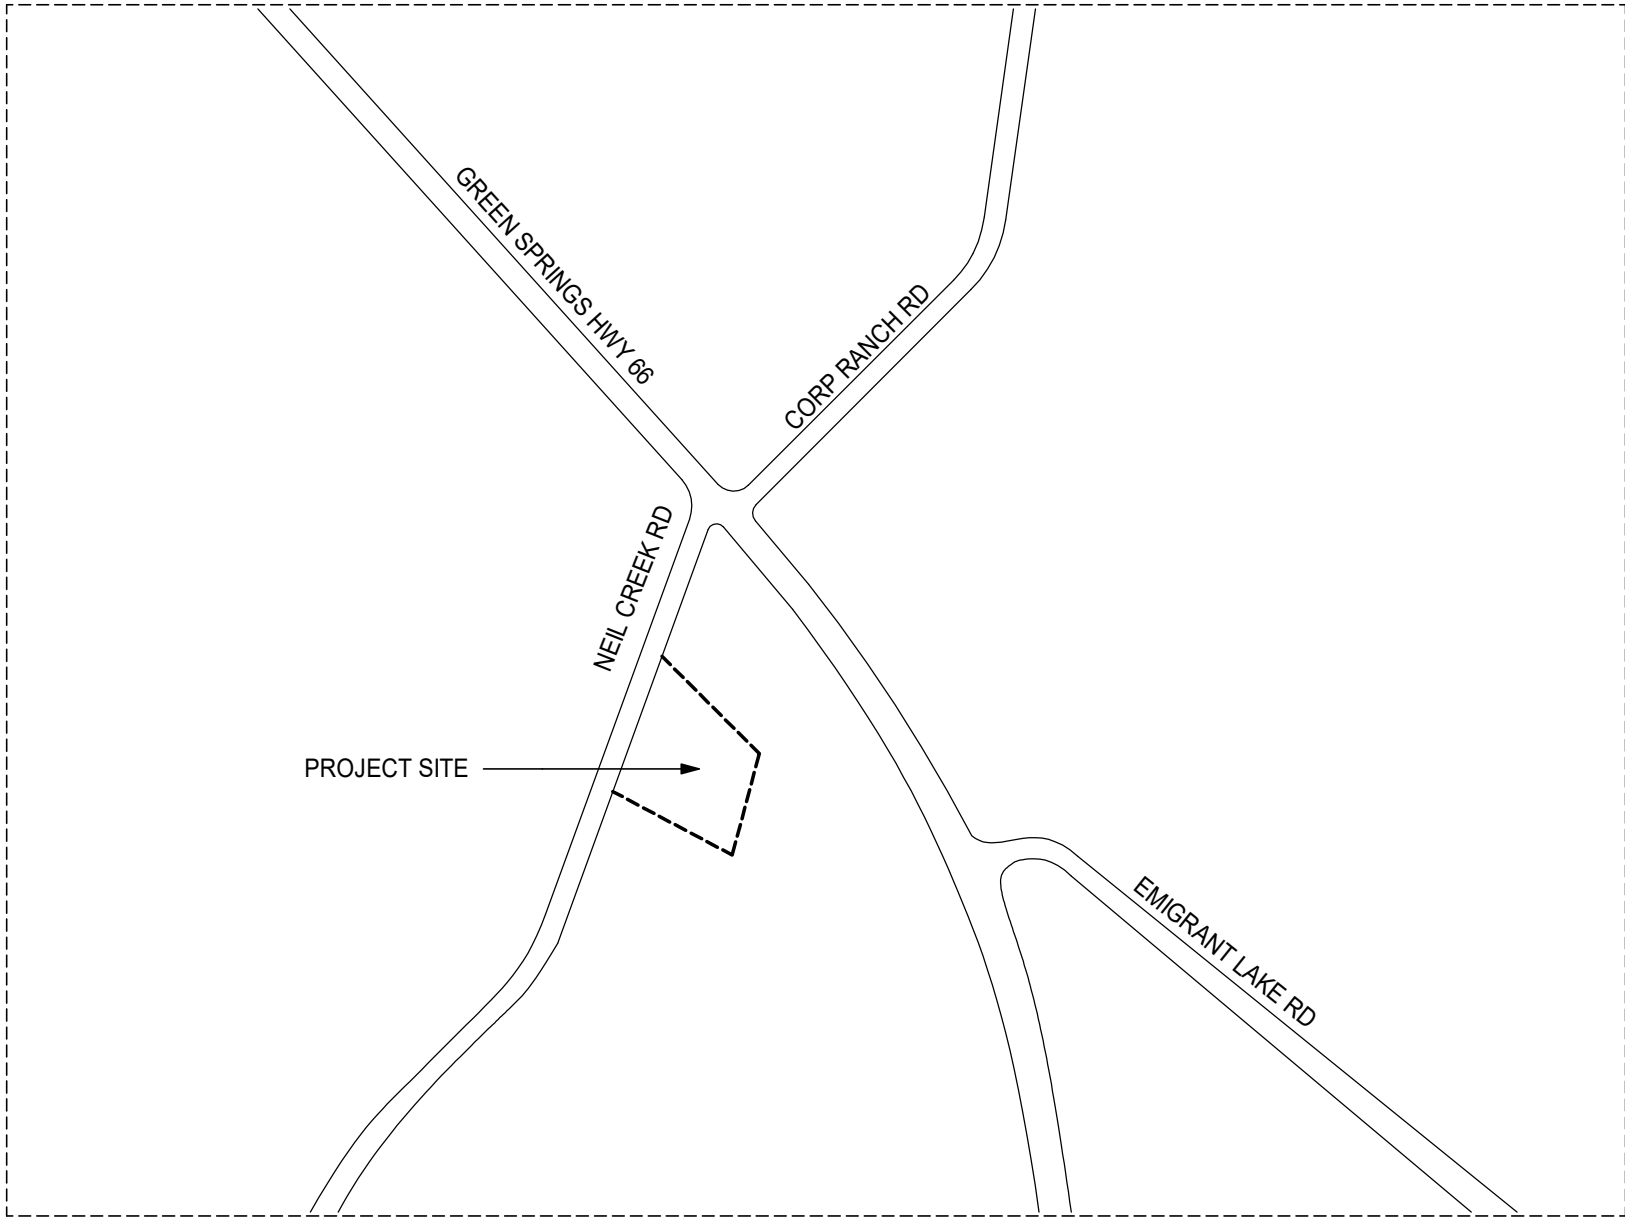 GREEN SPRINGS HWY 66
CORP RANCH RD
NEIL CREEK RD
PROJECT SITE
EMIGRANT LAKE RD